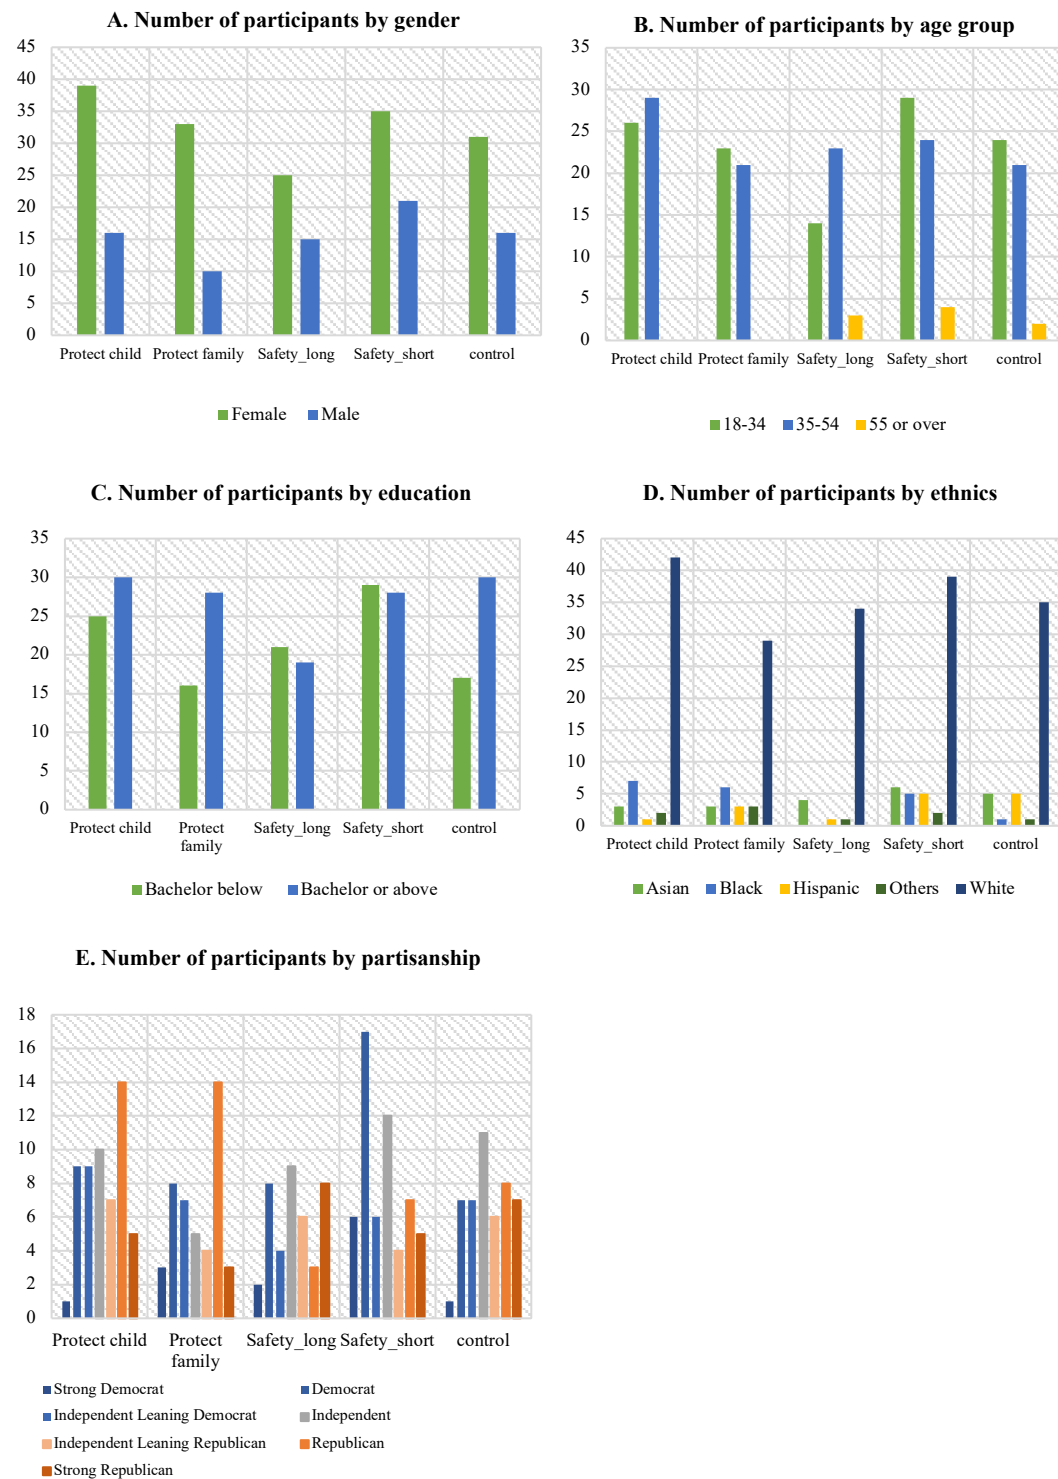 A. Number of participants by gender
45
40
35
30
25
20
15
10
5
0
Protect child Protect family Safety_long Safety_short control
Female Male
B. Number of participants by age group
35
30
25
20
15
10
5
0
Protect child Protect family Safety_long Safety_short control
18-34 35-54 55 or over
C. Number of participants by education
35
30
25
20
15
10
5
0
Protect child Protect family Safety_long Safety_short control
Bachelor below Bachelor or above
D. Number of participants by ethnics
45
40
35
30
25
20
15
10
5
0
Protect child Protect family Safety_long Safety_short control
Asian Black Hispanic Others White
E. Number of participants by partisanship
18
16
14
12
10
8
6
4
2
0
Protect child Protect family Safety_long Safety_short control
Strong Democrat Democrat
Independent Leaning Democrat Independent
Independent Leaning Republican Republican
Strong Republican